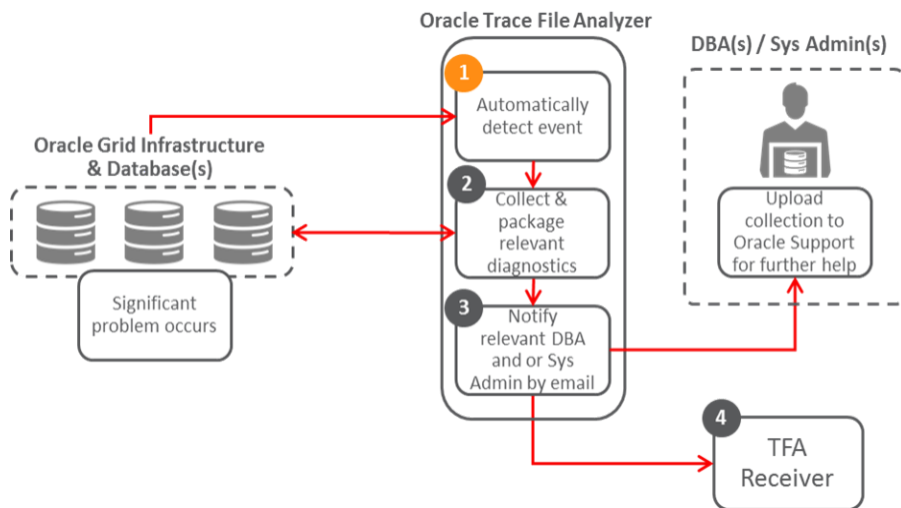 Oracle Trace File Analyzer
DBA(s) / Sys Admin(s)
Oracle Grid Infrastructure
& Database(s)
Significant
problem occurs
1
Automatically
detect event
2
Collect &
package
relevant
diagnostics
3
Notify
relevant DBA
and or Sys
Admin by email
Upload
collection to
Oracle Support
for further help
4
TFA
Receiver